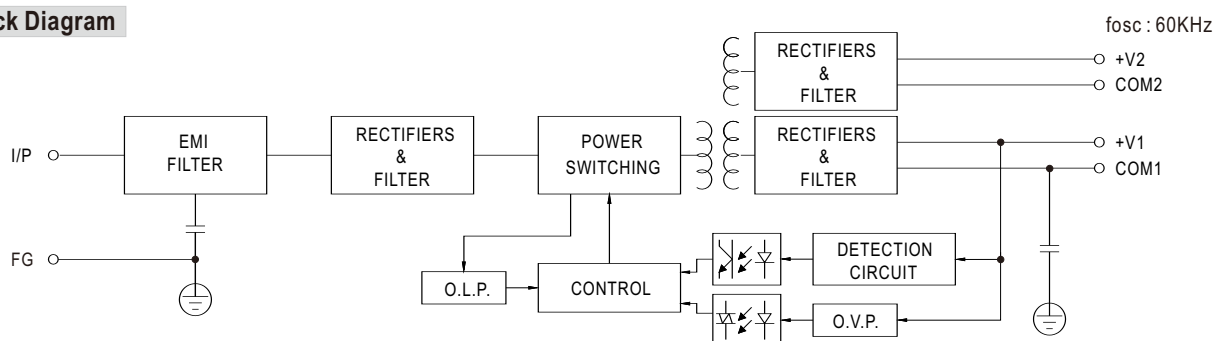 ck Diagram
fosc : 60KHz
RECTIFIERS
&
FILTER
+V2
COM2
I/P
EMI
FILTER
RECTIFIERS
&
FILTER
POWER
SWITCHING
RECTIFIERS
&
FILTER
+V1
COM1
FG
O.L.P.
CONTROL
DETECTION
CIRCUIT
O.V.P.